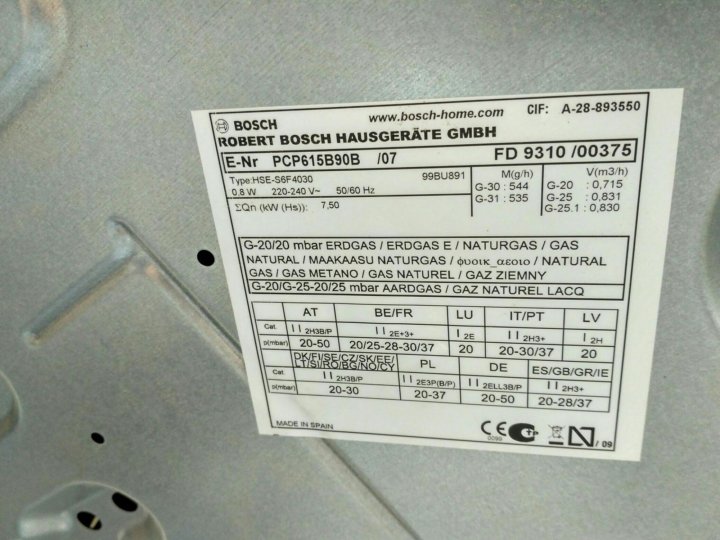 BOSCH www.bosch-home.com CIF: A-28-893550
ROBERT BOSCH HAUSGERÄTE GMBH
E-Nr PCP615B90B /07 FD 9310 /00375
Type:HSE-S6F4030 99BU891
0.8 W 220-240 V~ 50/60 Hz
ΣQn (kW (Hs)): 7,50
M(g/h)
G-30 : 544
G-31 : 535
V(m3/h)
G-20 : 0,715
G-25 : 0,831
G-25.1 : 0,830
G-20/20 mbar ERDGAS / ERDGAS E / NATURGAS / GAS
NATURAL / MAAKAASU NATURGAS / φυοικ_αεοιο / NATURAL
GAS / GAS METANO / GAS NATUREL / GAZ ZIEMNY
G-20/G-25-20/25 mbar AARDGAS / GAZ NATUREL LACQ
AT BE/FR LU IT/PT LV
Cat. II 2H3B/P II 2E+3+ I 2E II 2H3+ I 2H
p(mbar) 20-50 20/25-28-30/37 20 20-30/37 20
DK/FI/SE/CZ/SK/EE/
LT/SI/RO/BG/NO/CY PL DE ES/GB/GR/IE
Cat II 2H3B/P II 2E3P(B/P) II 2ELL3B/P II 2H3+
p(mbar) 20-30 20-37 20-50 20-28/37
MADE IN SPAIN CE 0099 N / 09